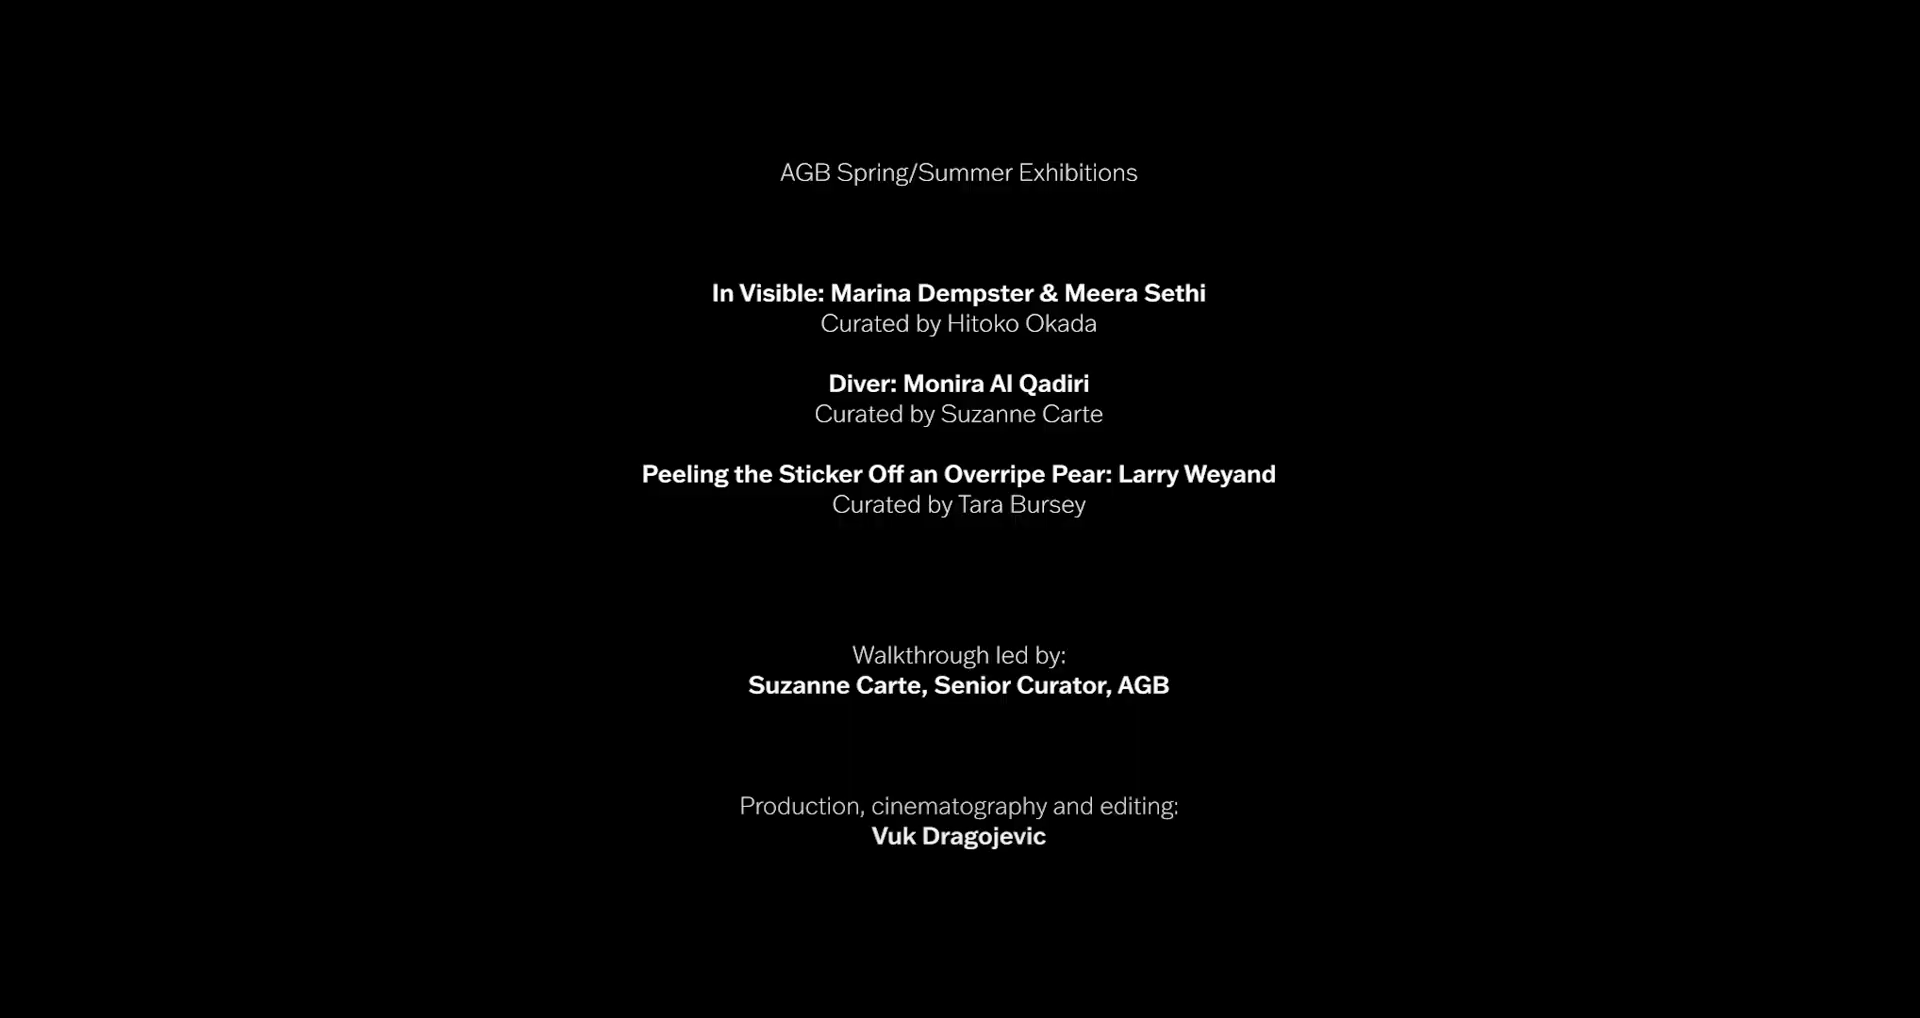 AGB Spring/Summer Exhibitions
In Visible: Marina Dempster & Meera Sethi
Curated by Hitoko Okada
Diver: Monira Al Qadiri
Curated by Suzanne Carte
Peeling the Sticker Off an Overripe Pear: Larry Weyand
Curated by Tara Bursey
Walkthrough led by:
Suzanne Carte, Senior Curator, AGB
Production, cinematography and editing:
Vuk Dragojevic